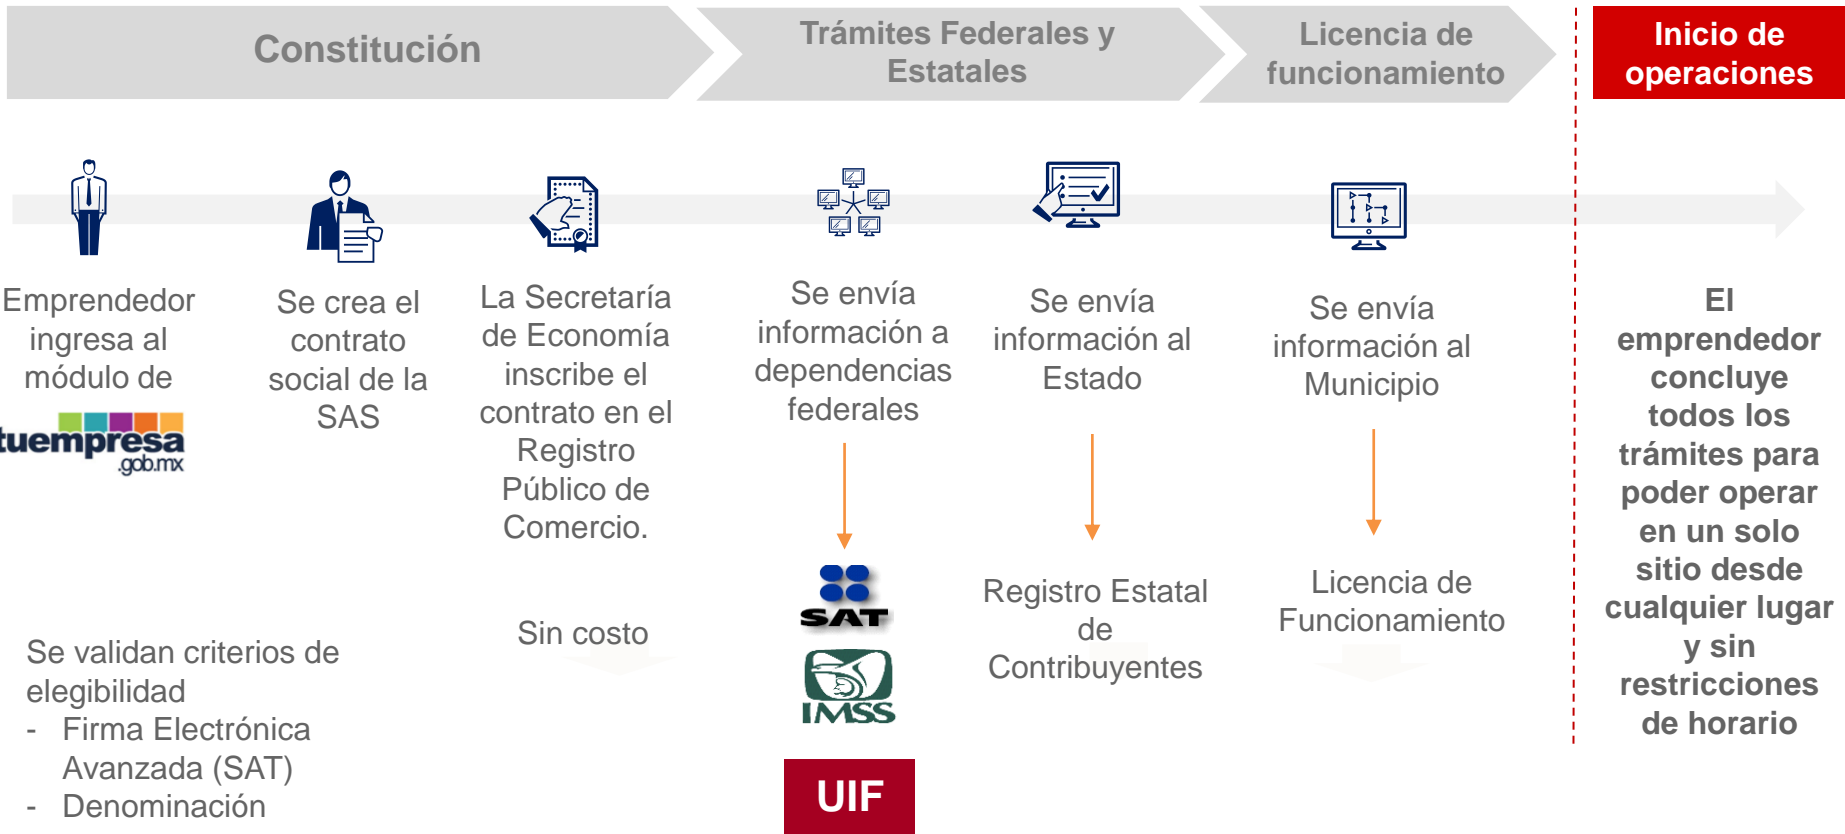 Constitución
Trámites Federales y
Estatales
Licencia de
funcionamiento
Inicio de
operaciones
Emprendedor
ingresa al
módulo de
tuempresa
.gob.mx
Se validan criterios de
elegibilidad
- Firma Electrónica
Avanzada (SAT)
- Denominación
Se crea el
contrato
social de la
SAS
La Secretaría
de Economía
inscribe el
contrato en el
Registro
Público de
Comercio.
Sin costo
Se envía
información a
dependencias
federales
SAT
IMSS
UIF
Se envía
información al
Estado
Registro Estatal
de
Contribuyentes
Se envía
información al
Municipio
Licencia de
Funcionamiento
El
emprendedor
concluye
todos los
trámites para
poder operar
en un solo
sitio desde
cualquier lugar
y sin
restricciones
de horario